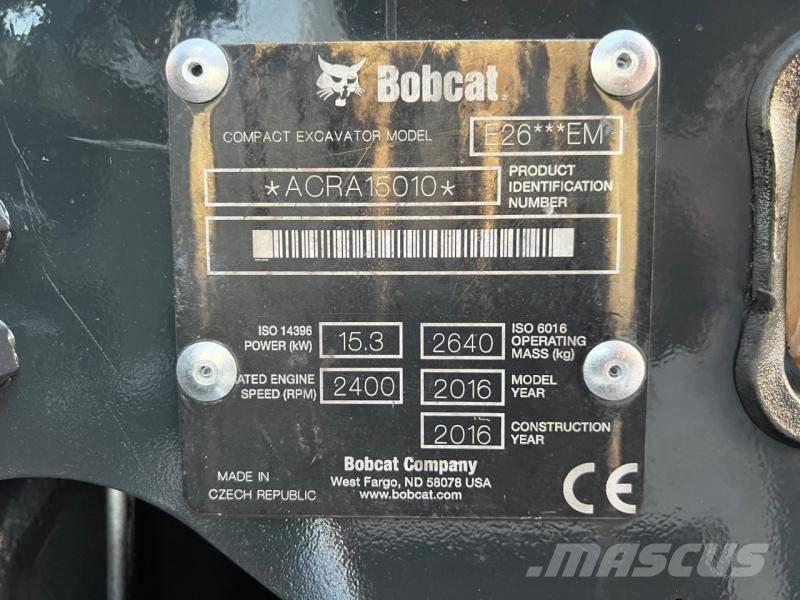 Bobcat®
COMPACT EXCAVATOR MODEL E26***EM
*ACRA15010* PRODUCT IDENTIFICATION NUMBER
ISO 14396 POWER (kW) 15.3
2640 ISO 6016 OPERATING MASS (kg)
ENGINE SPEED (RPM) 2400
2016 MODEL YEAR
2016 CONSTRUCTION YEAR
Bobcat Company
West Fargo, ND 58078 USA
www.bobcat.com
MADE IN
CZECH REPUBLIC
CE
MASCUS